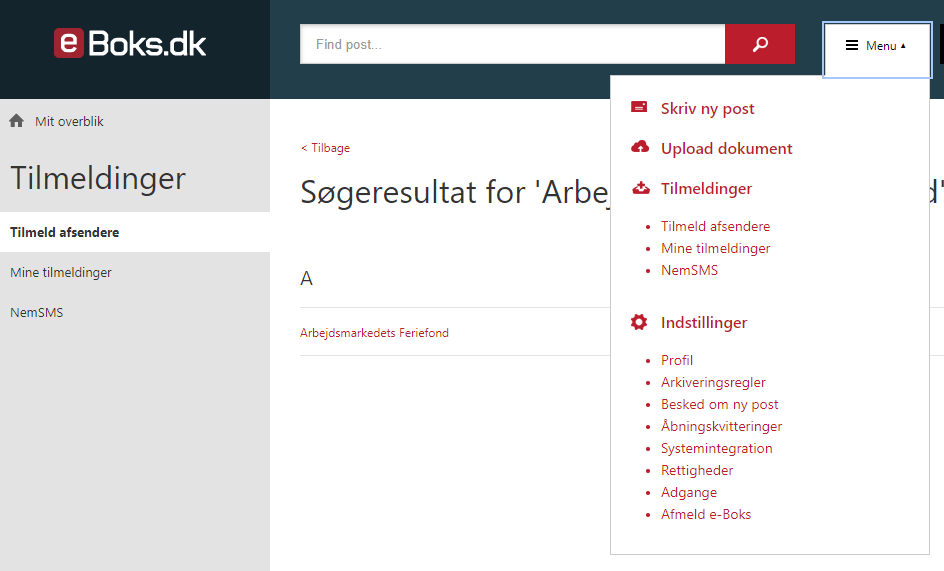 e Boks.dk
Find post...
Menu
Mit overblik
Tilmeldinger
Tilmeld afsendere
Mine tilmeldinger
NemSMS
< Tilbage
Søgeresultat for 'Arbej d'
A
Arbejdsmarkedets Feriefond
Skriv ny post
Upload dokument
Tilmeldinger
Tilmeld afsendere
Mine tilmeldinger
NemSMS
Indstillinger
Profil
Arkiveringsregler
Besked om ny post
Åbningskvitteringer
Systemintegration
Rettigheder
Adgange
Afmeld e-Boks